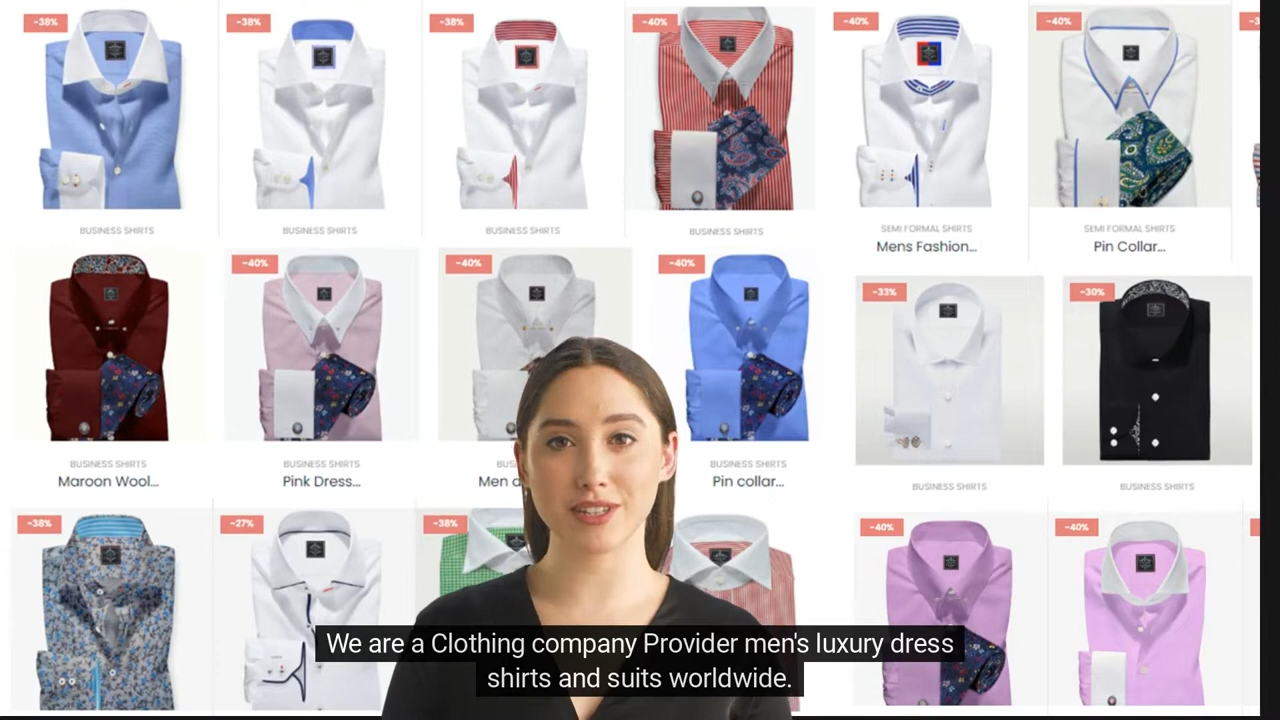 -38%
-38%
-38%
-40%
-40%
-40%
BUSINESS SHIRTS
BUSINESS SHIRTS
BUSINESS SHIRTS
BUSINESS SHIRTS
SEMI FORMAL SHIRTS
Mens Fashion...
SEMI FORMAL SHIRTS
Pin Collar...
-40%
-40%
-40%
-33%
-30%
BUSINESS SHIRTS
Maroon Wool...
BUSINESS SHIRTS
Pink Dress...
Men
BUSINESS SHIRTS
Pin collar...
BUSINESS SHIRTS
BUSINESS SHIRTS
-38%
-27%
-38%
-40%
-40%
We are a Clothing company Provider men's luxury dress
shirts and suits worldwide.